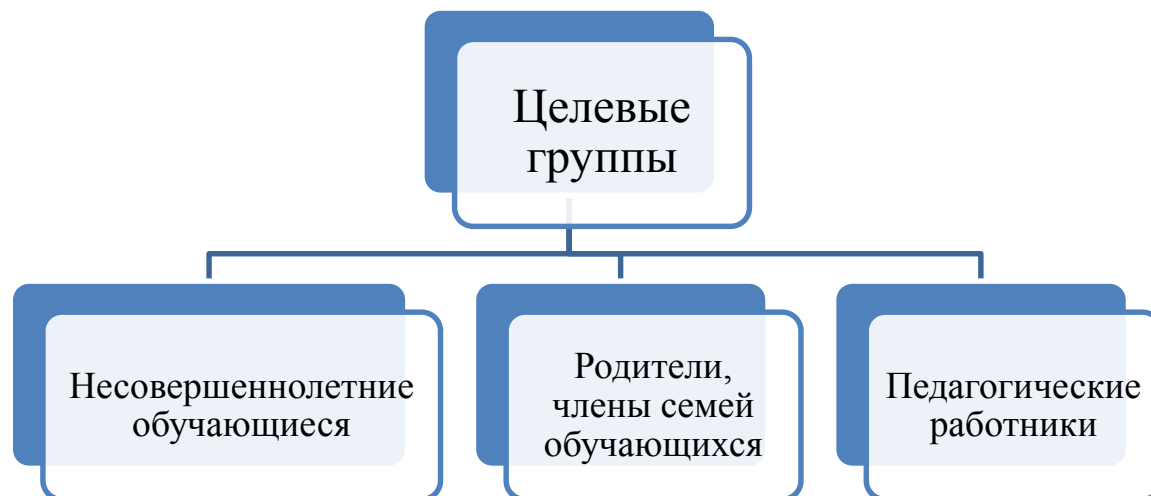 Целевые
группы
Несовершеннолетние
обучающиеся
Родители,
члены семей
обучающихся
Педагогические
работники